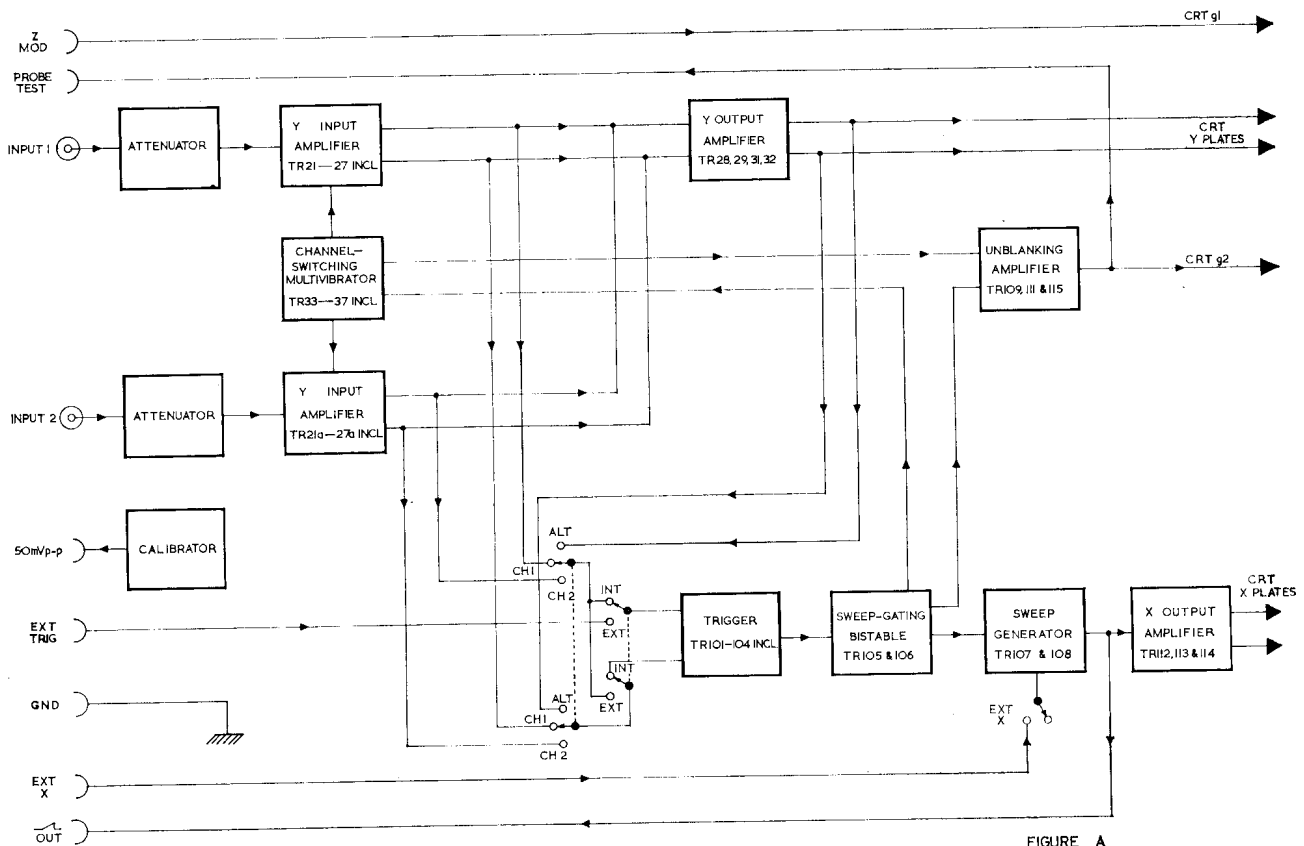 Z
MOD
CRT g1
PROBE
TEST
INPUT 1
ATTENUATOR
Y INPUT
AMPLIFIER
TR21—27 INCL
Y OUTPUT
AMPLIFIER
TR28, 29, 31, 32
CRT
Y PLATES
CHANNEL-
SWITCHING
MULTIVIBRATOR
TR33—37 INCL
UNBLANKING
AMPLIFIER
TR109, 111 & 115
CRT g2
INPUT 2
ATTENUATOR
Y INPUT
AMPLIFIER
TR21a—27a INCL
50mVp-p
CALIBRATOR
ALT
CH1
CH 2
INT
EXT
EXT
TRIG
TRIGGER
TR101-104 INCL
SWEEP-GATING
BISTABLE
TR105 & 106
SWEEP
GENERATOR
TR107 & 108
X OUTPUT
AMPLIFIER
TR112, 113 & 114
CRT
X PLATES
INT
EXT
GND
ALT
CH1
CH 2
EXT
X
EXT
X
OUT
FIGURE A